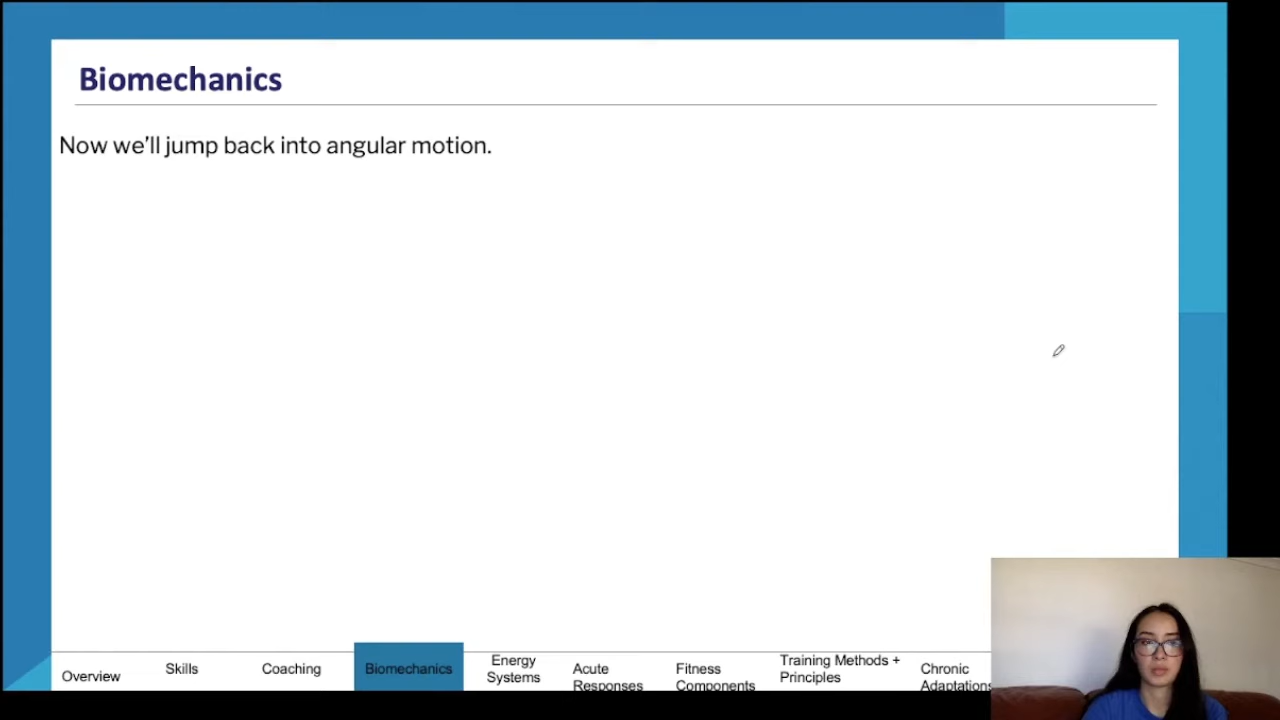 Biomechanics
Now we'll jump back into angular motion.
Overview
Skills
Coaching
Biomechanics
Energy
Systems
Acute
Responses
Fitness
Components
Training Methods +
Principles
Chronic
Adaptations